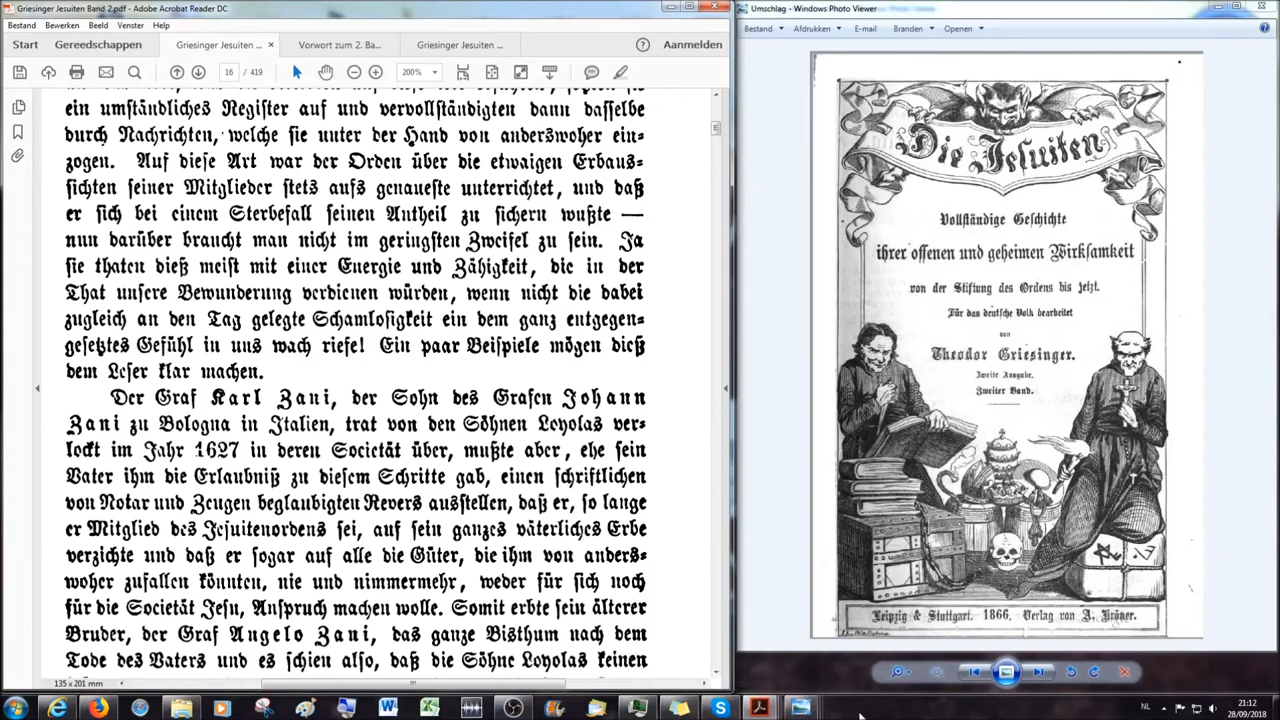 Griesinger Jesuiten Band 2.pdf - Adobe Acrobat Reader DC
Bestand Bewerken Beeld Venster Help
Start Gereedschappen Griesinger Jesuiten ... × Vorwort zum 2. Ba... Griesinger Jesuiten ... Anmelden
16 / 419 200%
ein umständliches Register auf und vervollständigten dann dasselbe
durch Nachrichten, welche sie unter der Hand von anderswoher ein=
zogen. Auf diese Art war der Orden über die etwaigen Erbaus=
sichten seiner Mitglieder stets aufs genaueste unterrichtet, und daß
er sich bei einem Sterbefall seinen Antheil zu sichern wußte —
nun darüber braucht man nicht im geringsten Zweifel zu sein. Ja
sie thaten dieß meist mit einer Energie und Zähigkeit, die in der
That unsere Bewunderung verdienen würden, wenn nicht die dabei
zugleich an den Tag gelegte Schamlosigkeit ein dem ganz entgegen=
gesetztes Gefühl in uns wach riefe! Ein paar Beispiele mögen dieß
dem Leser klar machen.
Der Graf Karl Zani, der Sohn des Grafen Johann
Zani zu Bologna in Italien, trat von den Söhnen Loyolas ver=
lockt im Jahr 1627 in deren Societät über, mußte aber, ehe sein
Vater ihm die Erlaubniß zu diesem Schritte gab, einen schriftlichen
von Notar und Zeugen beglaubigten Revers ausstellen, daß er, so lange
er Mitglied des Jesuitenordens sei, auf sein ganzes väterliches Erbe
verzichte und daß er sogar auf alle die Güter, die ihm von anders=
woher zufallen könnten, nie und nimmermehr, weder für sich noch
für die Societät Jesu, Anspruch machen wolle. Somit erbte sein älterer
Bruder, der Graf Angelo Zani, das ganze Bisthum nach dem
Tode des Vaters und es schien also, daß die Söhne Loyolas keinen
135 x 201 mm
Umschlag - Windows Photo Viewer
Bestand Afdrukken E-mail Branden Openen
Die Jesuiten
Vollständige Geschichte
ihrer offenen und geheimen Wirksamkeit
von der Stiftung des Ordens bis jetzt.
Für das deutsche Volk bearbeitet
von
Theodor Griesinger.
Zweite Ausgabe.
Zweiter Band.
Leipzig & Stuttgart. 1866. Verlag von A. Kröner.
NL 21:12
28/09/2018